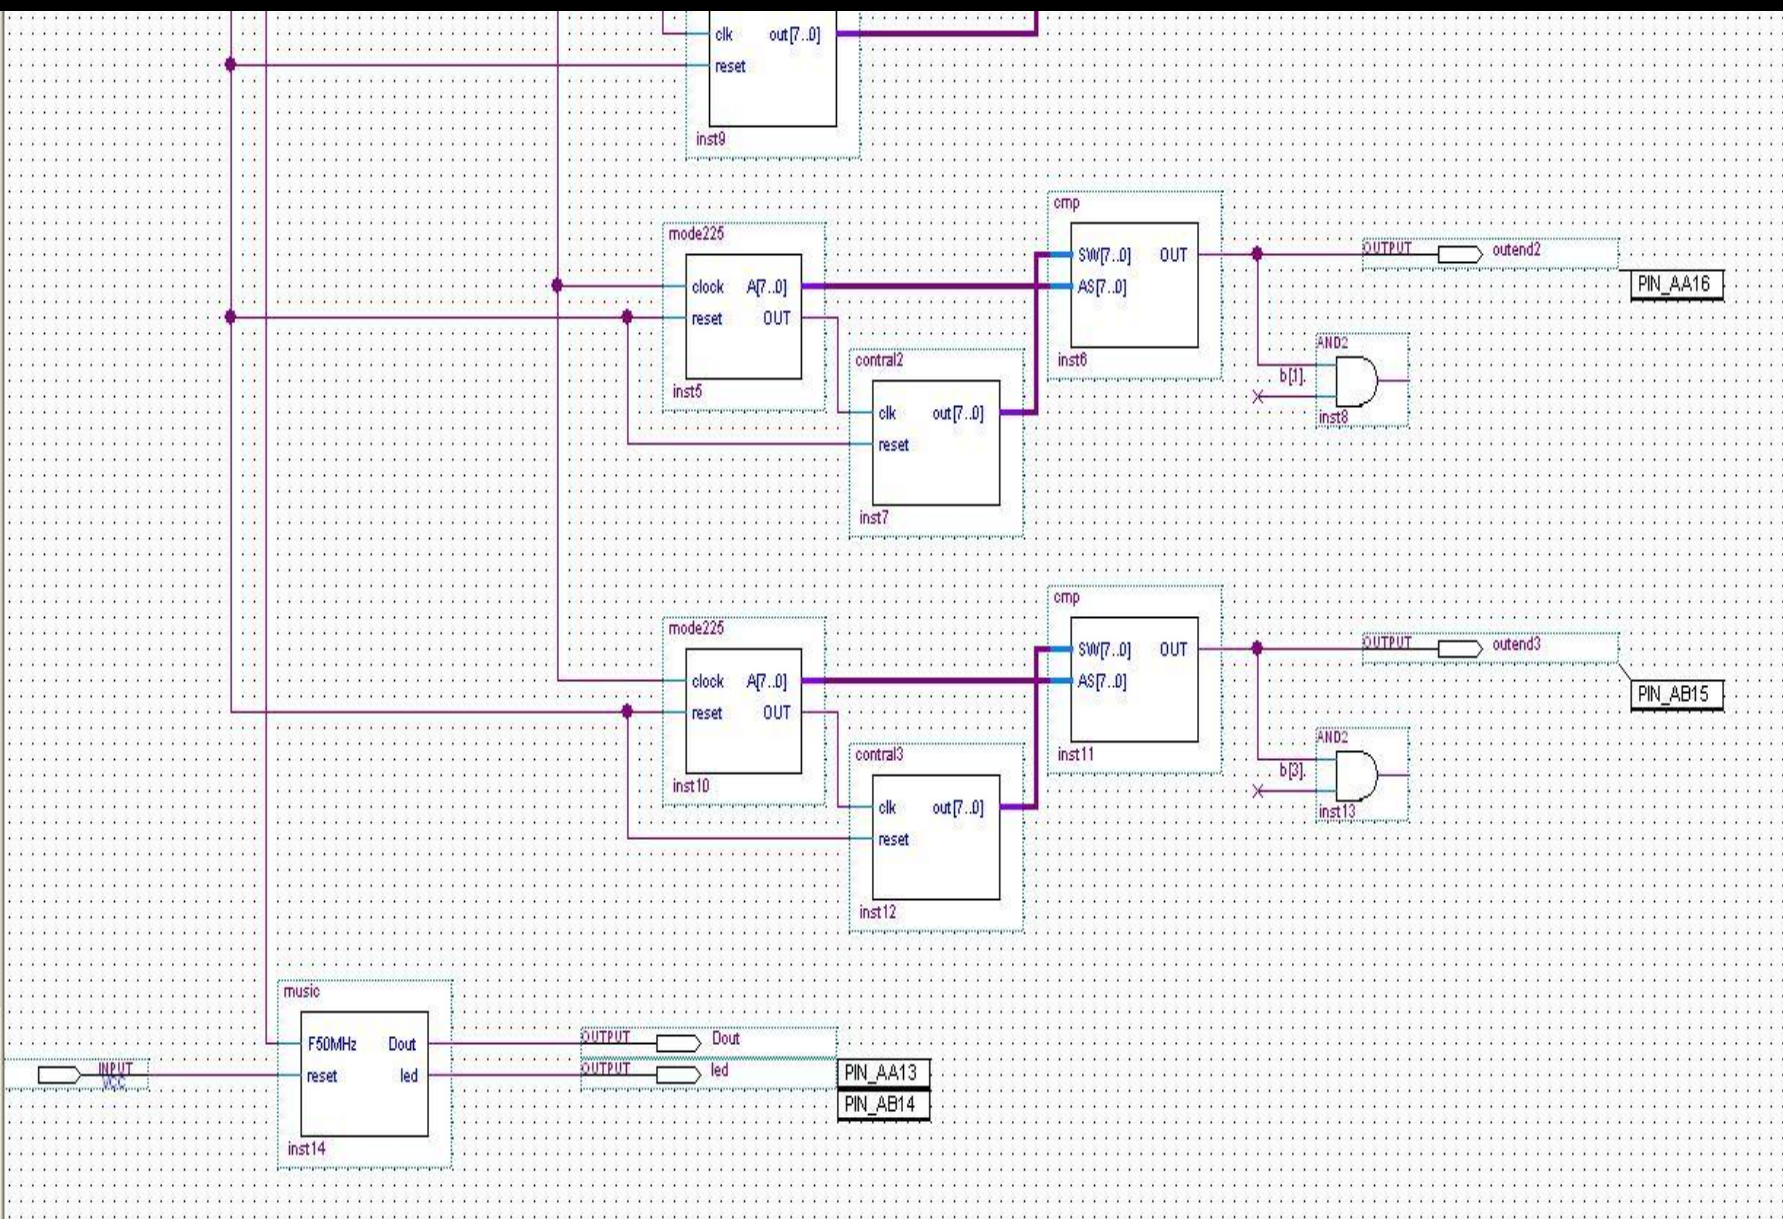 clk out[7..0]
reset
inst9
mode225
clock A[7..0]
reset OUT
inst5
contral2
clk out[7..0]
reset
inst7
cmp
SW[7..0] OUT
AS[7..0]
inst6
OUTPUT outend2
PIN_AA16
AND2
b[1]
inst8
mode225
clock A[7..0]
reset OUT
inst10
contral3
clk out[7..0]
reset
inst12
cmp
SW[7..0] OUT
AS[7..0]
inst11
OUTPUT outend3
PIN_AB15
AND2
b[3]
inst13
music
F50MHz Dout
reset led
inst14
INPUT
VCC
OUTPUT Dout
OUTPUT led
PIN_AA13
PIN_AB14